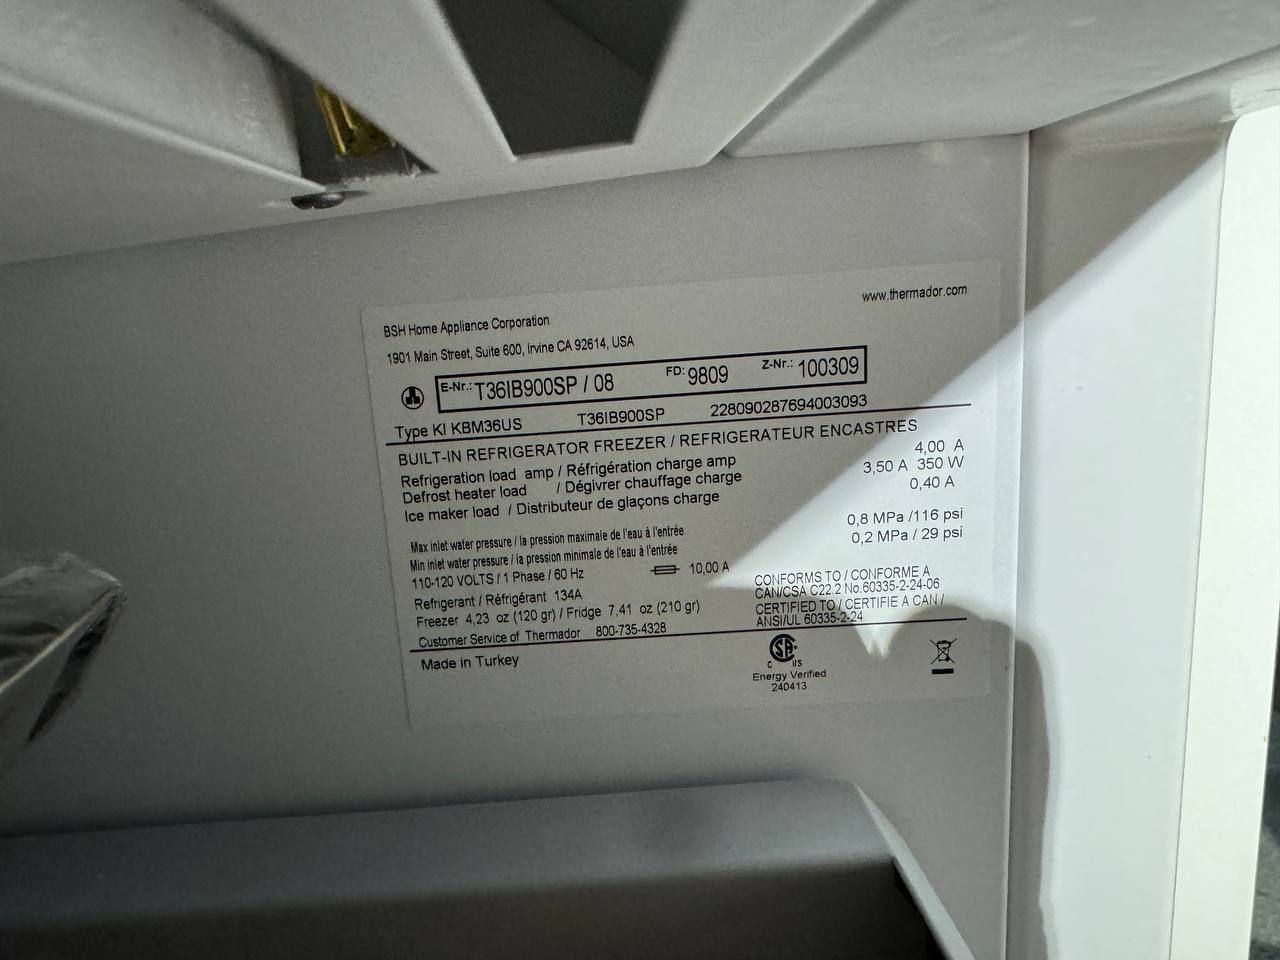 www.thermador.com
BSH Home Appliance Corporation
1901 Main Street, Suite 600, Irvine CA 92614, USA
E-Nr.: T36IB900SP / 08 FD: 9809 Z-Nr.: 100309
Type KI KBM36US T36IB900SP 228090287694003093
BUILT-IN REFRIGERATOR FREEZER / REFRIGERATEUR ENCASTRES
Refrigeration load amp / Réfrigération charge amp 4,00 A
Defrost heater load / Dégivrer chauffage charge 3,50 A 350 W
Ice maker load / Distributeur de glaçons charge 0,40 A
Max inlet water pressure / la pression maximale de l'eau à l'entrée 0,8 MPa /116 psi
Min inlet water pressure / la pression minimale de l'eau à l'entrée 0,2 MPa / 29 psi
110-120 VOLTS / 1 Phase / 60 Hz 10,00 A
Refrigerant / Réfrigérant 134A
Freezer 4,23 oz (120 gr) / Fridge 7,41 oz (210 gr)
CONFORMS TO / CONFORME A
CAN/CSA C22.2 No.60335-2-24-06
CERTIFIED TO / CERTIFIE A CAN /
ANSI/UL 60335-2-24
Customer Service of Thermador 800-735-4328
Made in Turkey
SA
C US
Energy Verified
240413